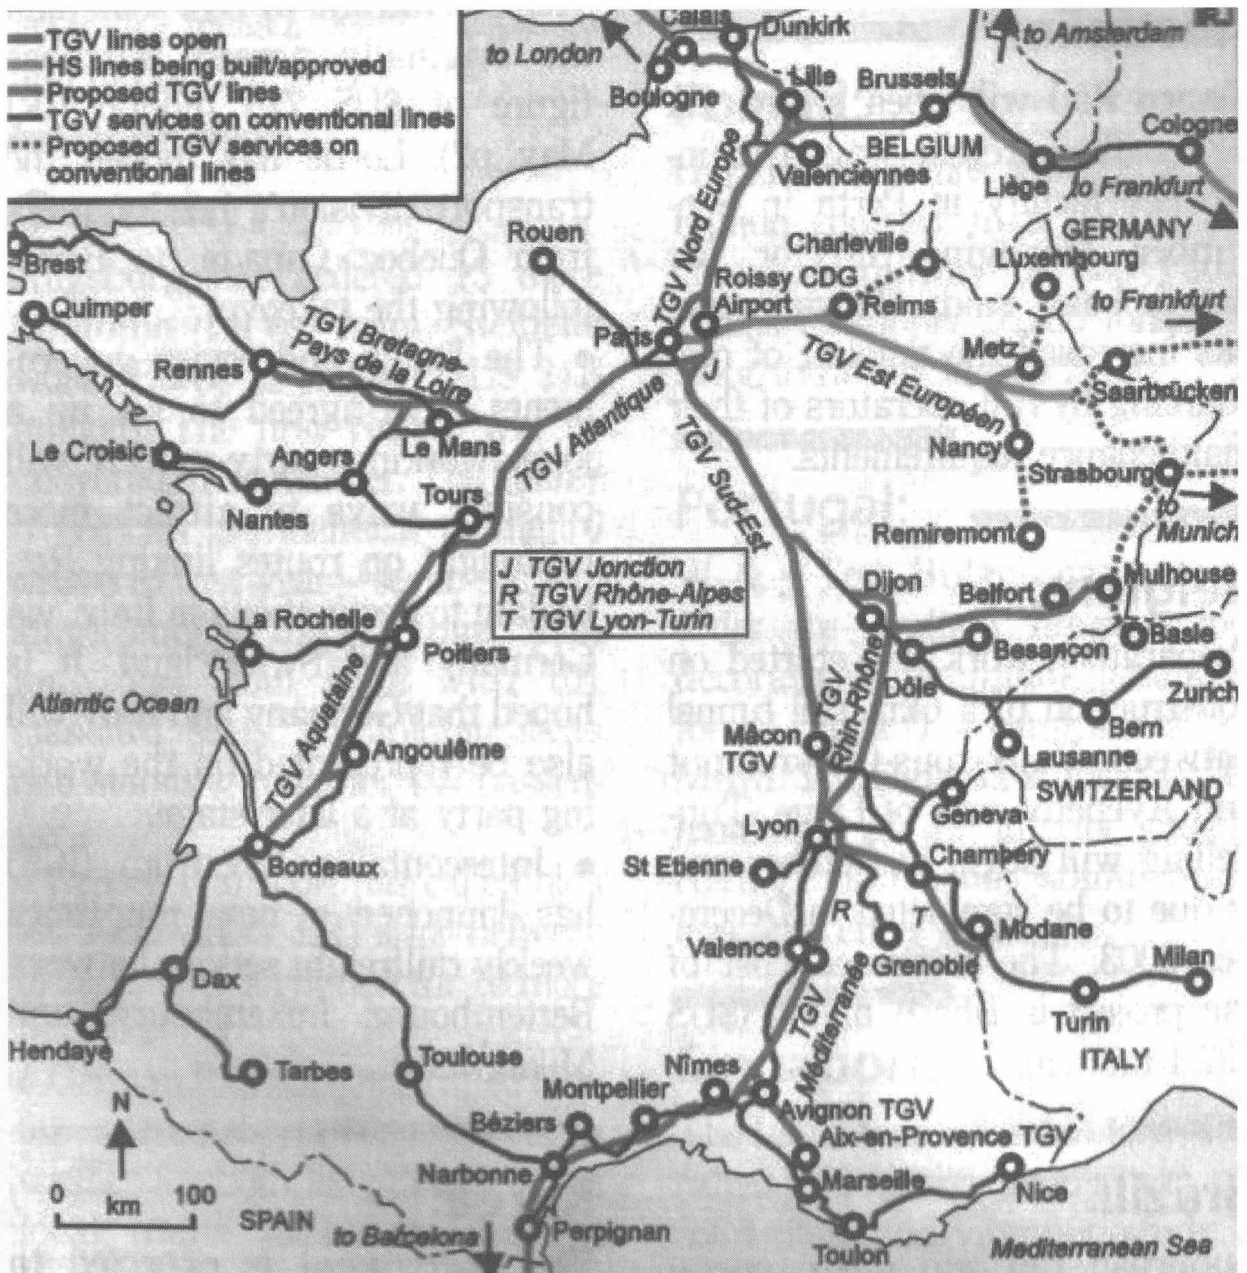 TGV lines open
HS lines being built/approved
Proposed TGV lines
TGV services on conventional lines
Proposed TGV services on
conventional lines
to London
Calais
Dunkirk
IRJ
to Amsterdam
Boulogne
Lille
Brussels
BELGIUM
Cologne
Valenciennes
Liège
to Frankfurt
TGV Nord Europe
GERMANY
Rouen
Charleville
Luxembourg
Roissy CDG
Airport
Reims
to Frankfurt
Brest
Quimper
TGV Bretagne-
Pays de la Loire
Paris
J
Rennes
TGV Est Européen
Metz
Saarbrücken
Le Mans
TGV Atlantique
Nancy
Le Croisic
Angers
Strasbourg
Tours
TGV Sud-Est
Nantes
to
Munich
Remiremont
J TGV Jonction
R TGV Rhône-Alpes
T TGV Lyon-Turin
Dijon
Belfort
Mulhouse
La Rochelle
Poitiers
Besançon
Basle
Dôle
Zurich
Atlantic Ocean
TGV Aquataine
TGV
Rhin-Rhône
Bern
Angoulême
Mâcon
TGV
Lausanne
SWITZERLAND
Geneva
Lyon
Bordeaux
St Etienne
Chambéry
R
T
Valence
Modane
Grenoble
Dax
Milan
TGV
Méditerranée
Turin
Hendaye
Toulouse
Nîmes
ITALY
Tarbes
Montpellier
N
Béziers
Avignon TGV
Aix-en-Provence TGV
Narbonne
Marseille
Nice
0 100
km
SPAIN
to Barcelona
Perpignan
Toulon
Mediterranean Sea